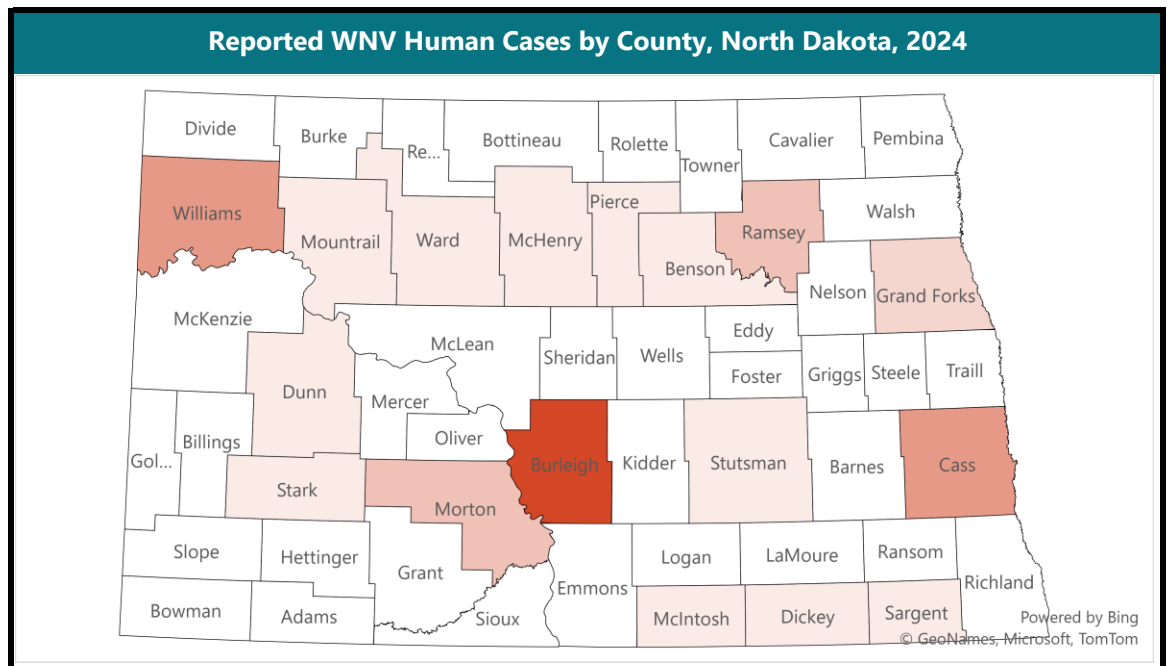 Reported WNV Human Cases by County, North Dakota, 2024
Divide
Burke
Re...
Bottineau
Rolette
Towner
Cavalier
Pembina
Williams
Mountrail
Ward
McHenry
Pierce
Benson
Ramsey
Walsh
Nelson
Grand Forks
McKenzie
McLean
Sheridan
Wells
Eddy
Foster
Griggs
Steele
Traill
Dunn
Mercer
Oliver
Gol...
Billings
Stark
Morton
Burleigh
Kidder
Stutsman
Barnes
Cass
Slope
Hettinger
Grant
Emmons
Logan
LaMoure
Ransom
Richland
Bowman
Adams
Sioux
McIntosh
Dickey
Sargent
Powered by Bing
© GeoNames, Microsoft, TomTom